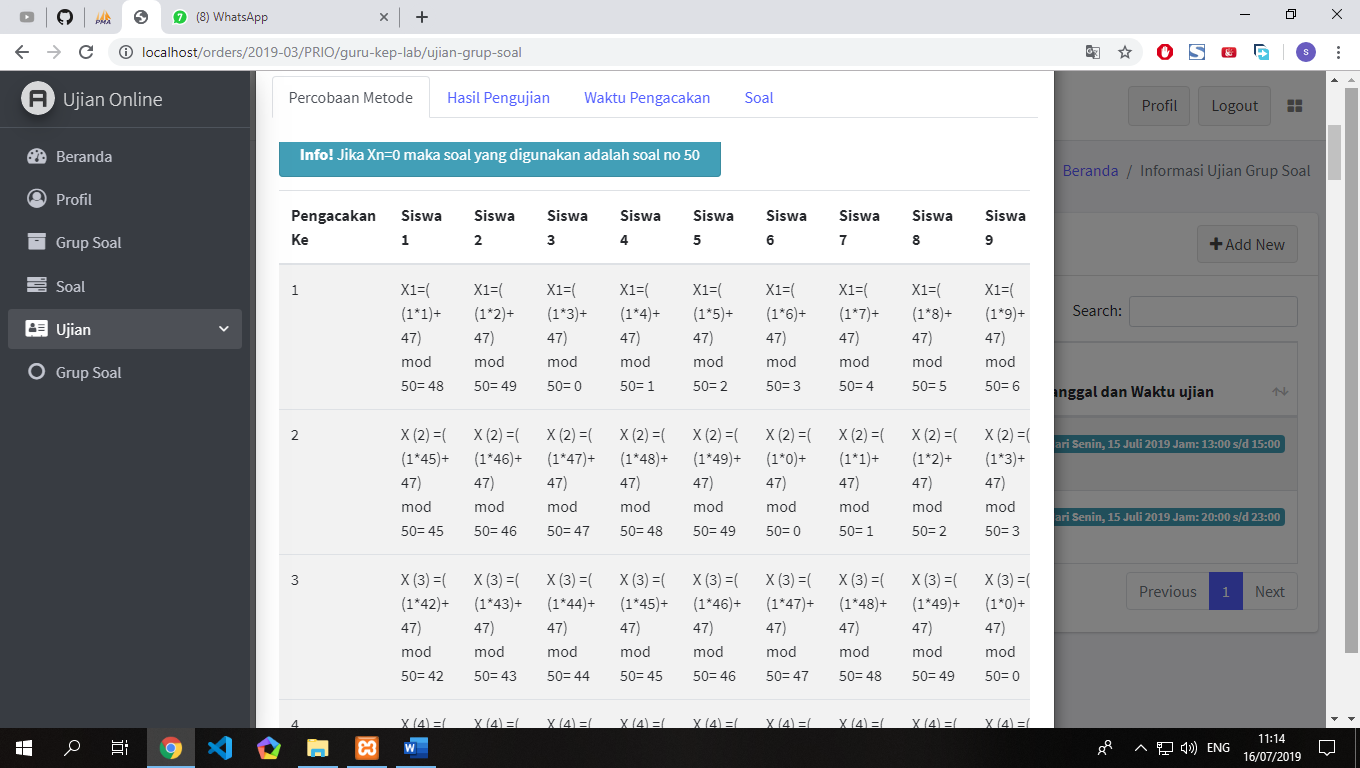 (8) WhatsApp
localhost/orders/2019-03/PRIO/guru-kep-lab/ujian-grup-soal
Ujian Online
Beranda
Profil
Grup Soal
Soal
Ujian
Grup Soal
Percobaan Metode Hasil Pengujian Waktu Pengacakan Soal
Info! Jika Xn=0 maka soal yang digunakan adalah soal no 50
Pengacakan Siswa Siswa Siswa Siswa Siswa Siswa Siswa Siswa Siswa
Ke 1 2 3 4 5 6 7 8 9
1 X1=( X1=( X1=( X1=( X1=( X1=( X1=( X1=( X1=(
(1*1)+ (1*2)+ (1*3)+ (1*4)+ (1*5)+ (1*6)+ (1*7)+ (1*8)+ (1*9)+
47) 47) 47) 47) 47) 47) 47) 47) 47)
mod mod mod mod mod mod mod mod mod
50= 48 50= 49 50= 0 50= 1 50= 2 50= 3 50= 4 50= 5 50= 6
2 X (2) =( X (2) =( X (2) =( X (2) =( X (2) =( X (2) =( X (2) =( X (2) =( X (2) =(
(1*45)+ (1*46)+ (1*47)+ (1*48)+ (1*49)+ (1*0)+ (1*1)+ (1*2)+ (1*3)+
47) 47) 47) 47) 47) 47) 47) 47) 47)
mod mod mod mod mod mod mod mod mod
50= 45 50= 46 50= 47 50= 48 50= 49 50= 0 50= 1 50= 2 50= 3
3 X (3) =( X (3) =( X (3) =( X (3) =( X (3) =( X (3) =( X (3) =( X (3) =( X (3) =(
(1*42)+ (1*43)+ (1*44)+ (1*45)+ (1*46)+ (1*47)+ (1*48)+ (1*49)+ (1*0)+
47) 47) 47) 47) 47) 47) 47) 47) 47)
mod mod mod mod mod mod mod mod mod
50= 42 50= 43 50= 44 50= 45 50= 46 50= 47 50= 48 50= 49 50= 0
4 X (4) =( X (4) =( X (4) =( X (4) =( X (4) =( X (4) =( X (4) =( X (4) =( X (4) =(
Profil Logout
Beranda / Informasi Ujian Grup Soal
Add New
Search:
anggal dan Waktu ujian
ari Senin, 15 Juli 2019 Jam: 13:00 s/d 15:00
ari Senin, 15 Juli 2019 Jam: 20:00 s/d 23:00
Previous 1 Next
ENG
11:14
16/07/2019